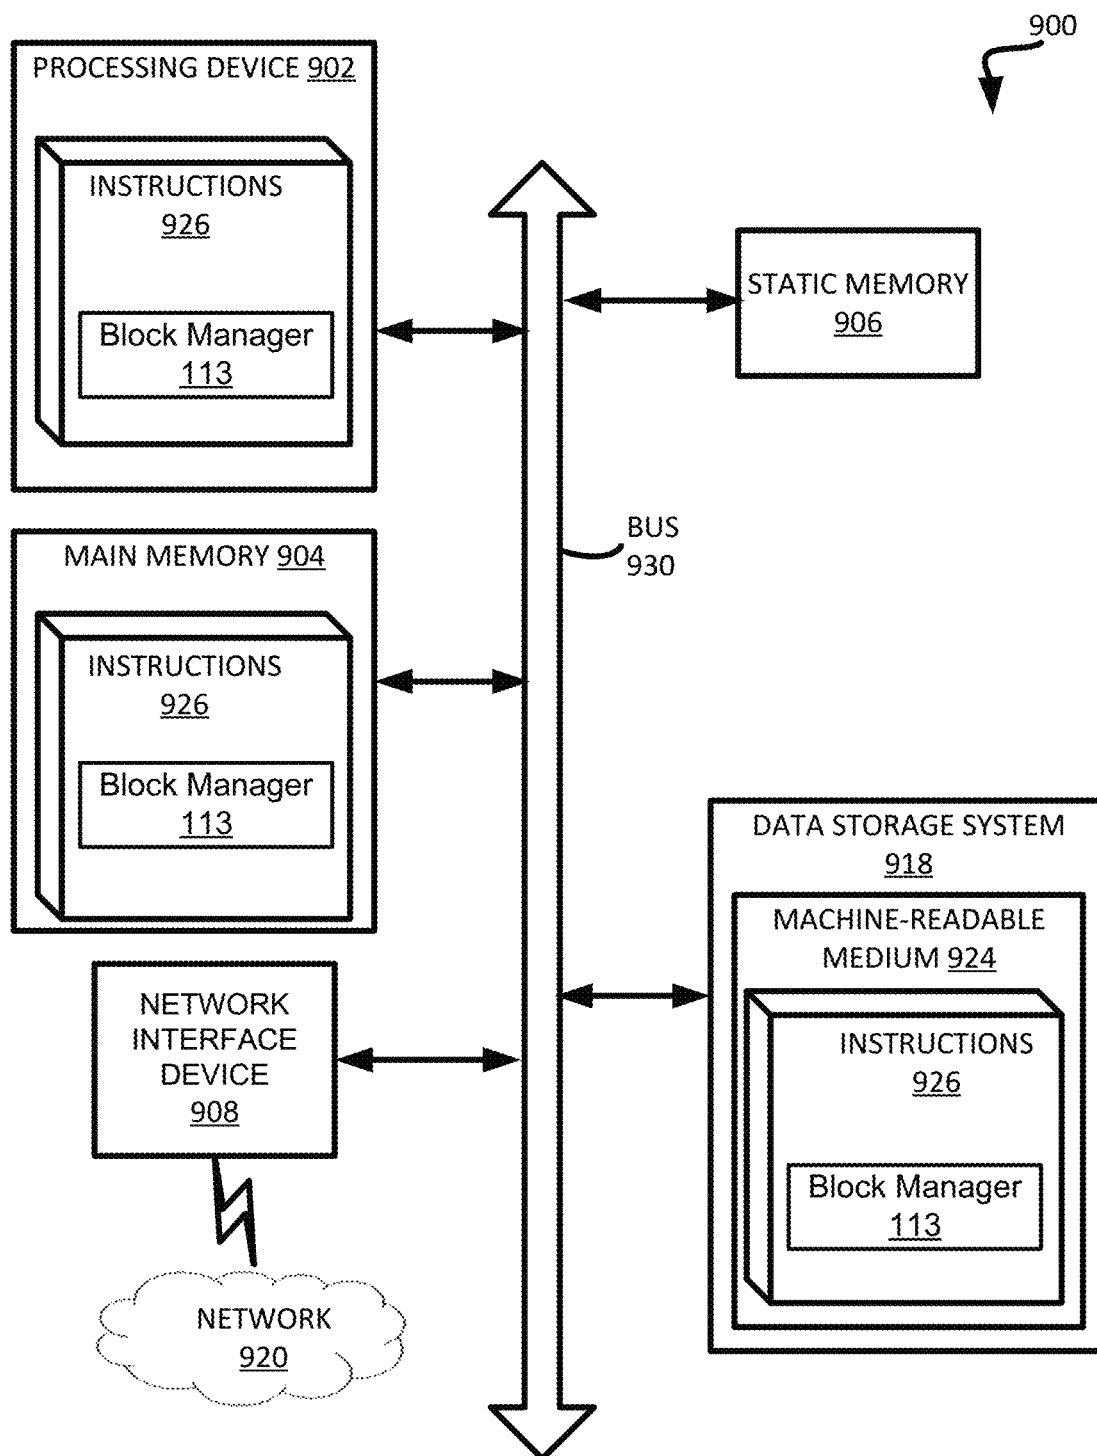 900
PROCESSING DEVICE 902
INSTRUCTIONS
926
Block Manager
113
STATIC MEMORY
906
BUS
930
MAIN MEMORY 904
INSTRUCTIONS
926
Block Manager
113
DATA STORAGE SYSTEM
918
MACHINE-READABLE
MEDIUM 924
INSTRUCTIONS
926
Block Manager
113
NETWORK
INTERFACE
DEVICE
908
NETWORK
920